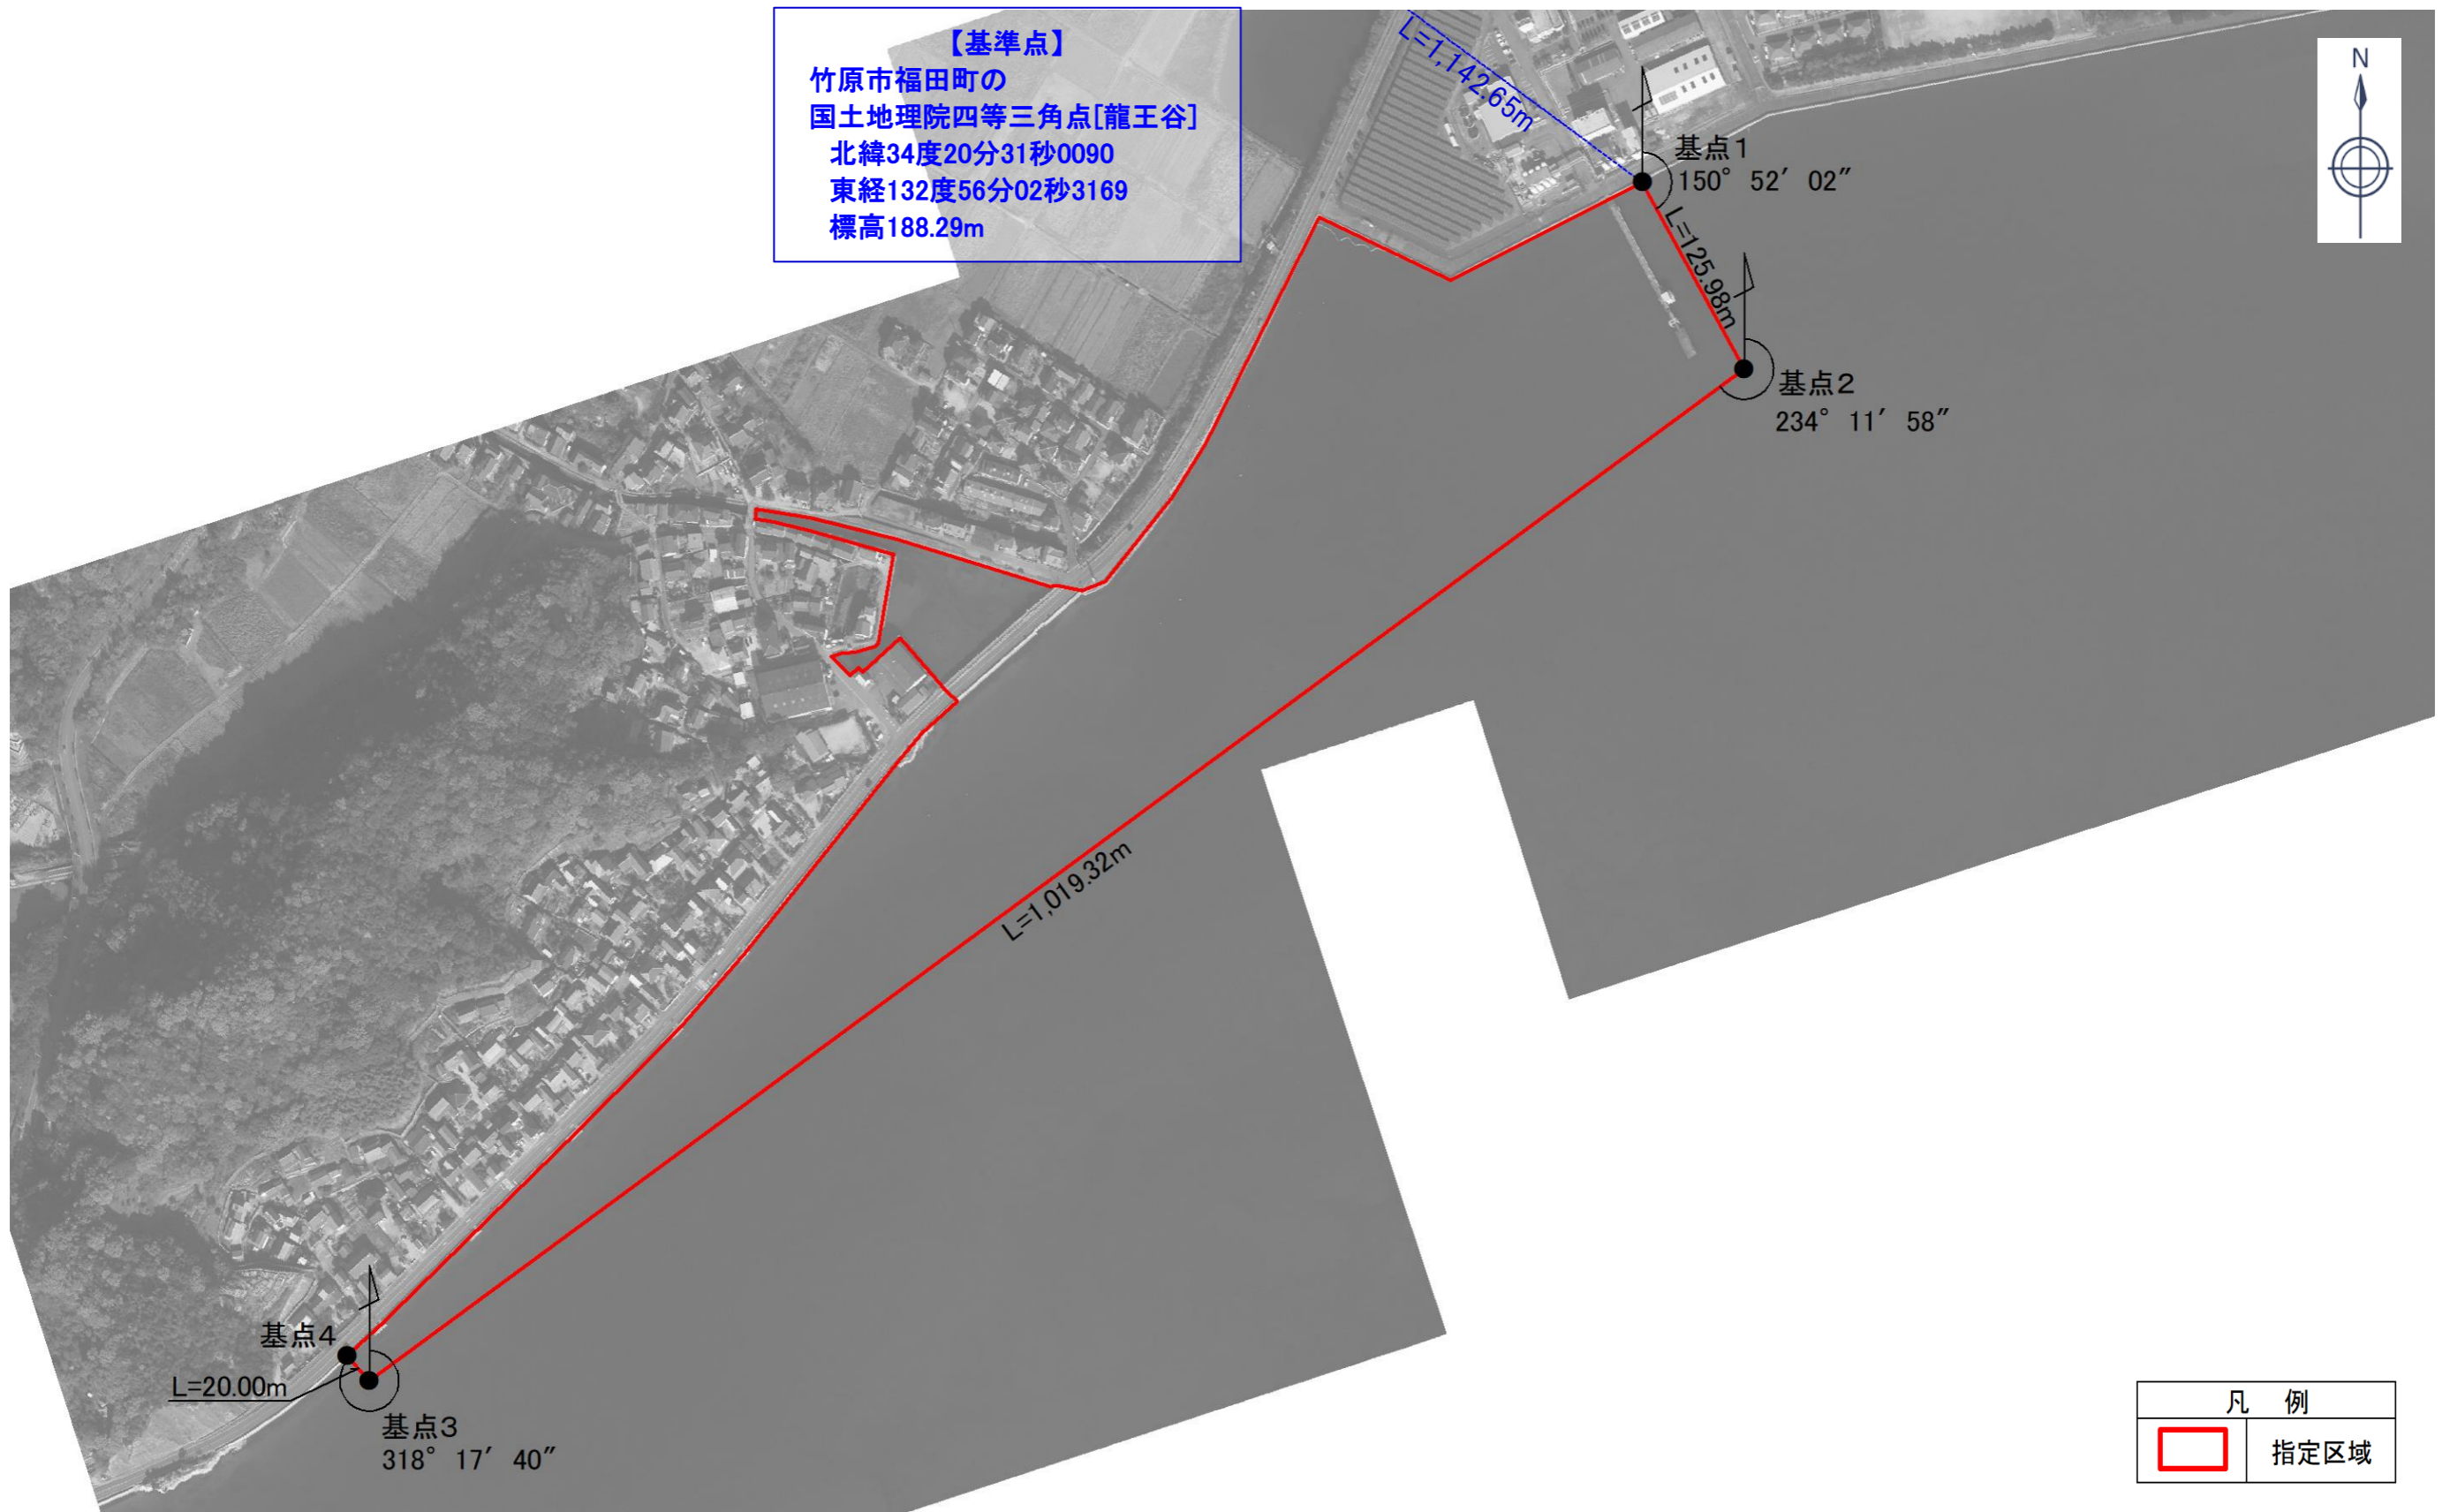 【基準点】
竹原市福田町の
国土地理院四等三角点[龍王谷]
北緯34度20分31秒0090
東経132度56分02秒3169
標高188.29m
L=1,142.65m
N
基点1
150° 52′ 02″
L=125.98m
基点2
234° 11′ 58″
L=1,019.32m
基点4
L=20.00m
基点3
318° 17′ 40″
凡 例
指定区域